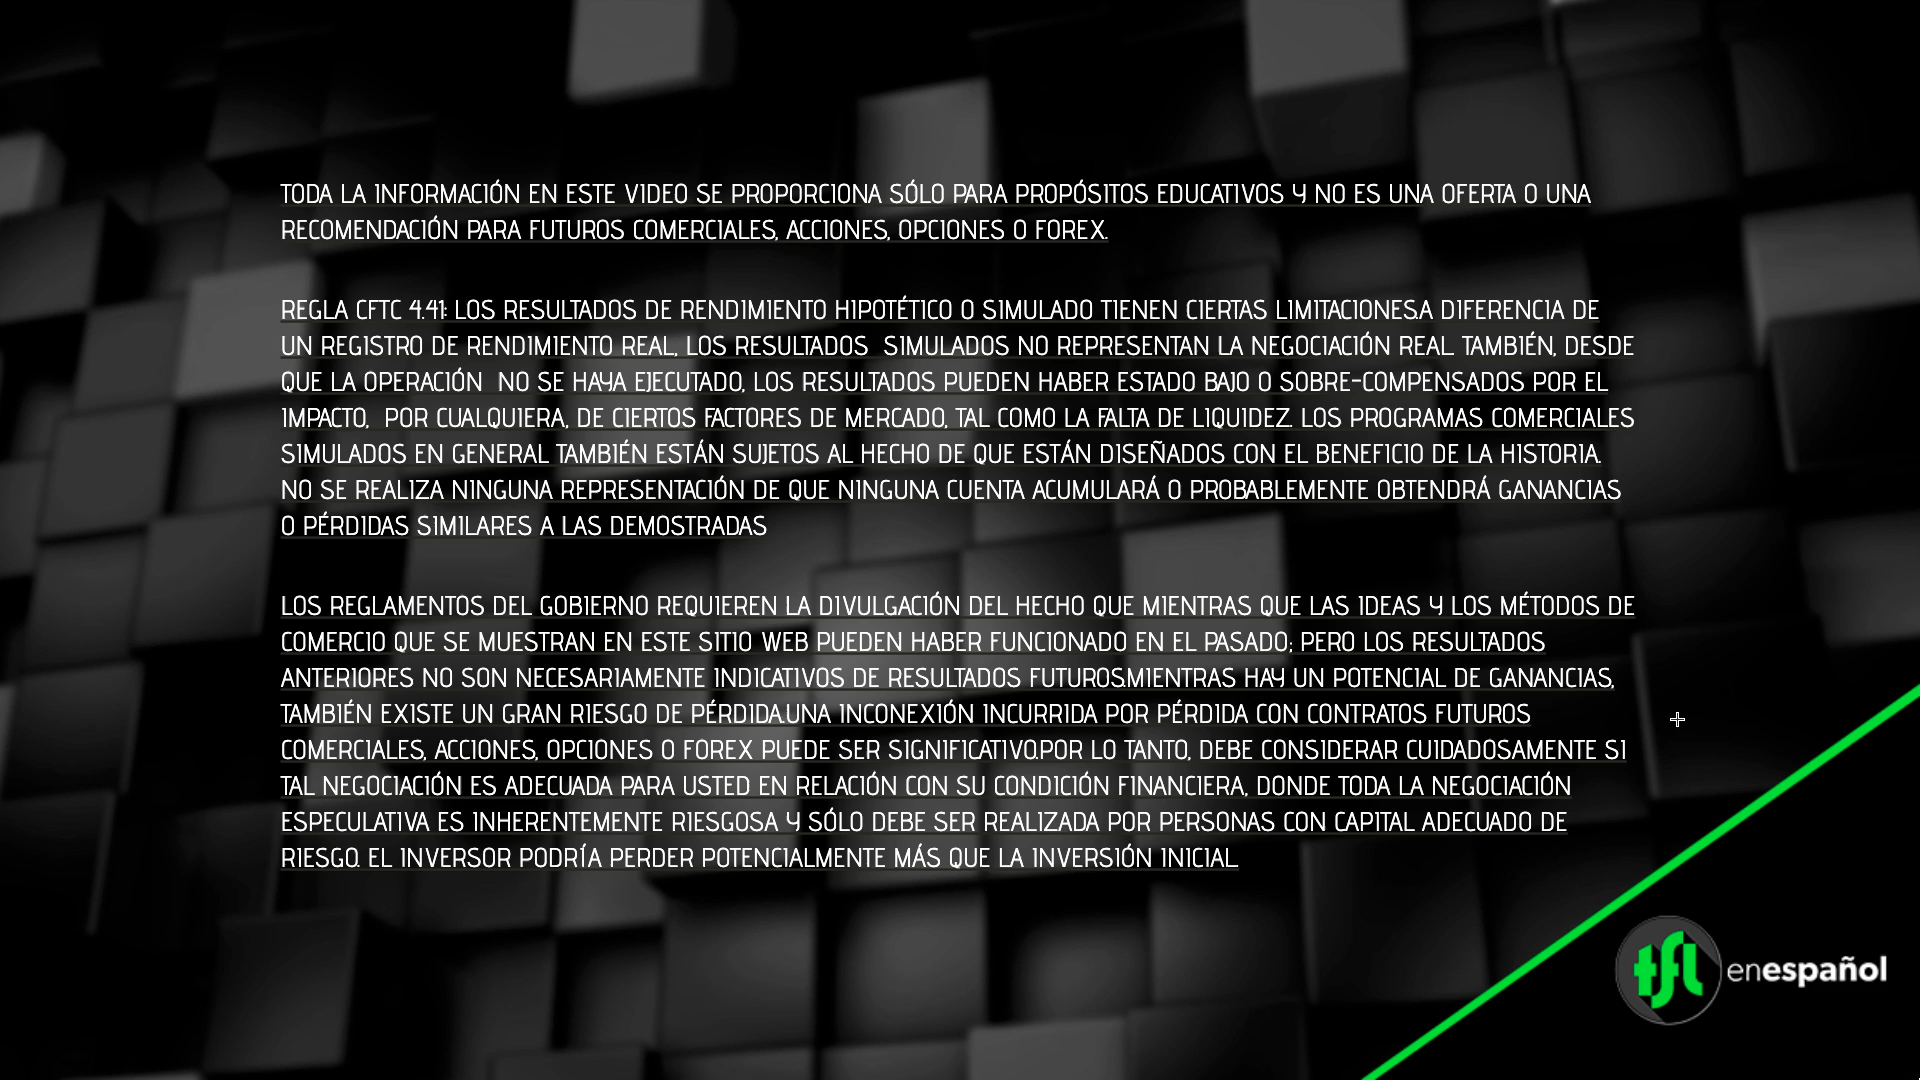 TODA LA INFORMACIÓN EN ESTE VIDEO SE PROPORCIONA SÓLO PARA PROPÓSITOS EDUCATIVOS Y NO ES UNA OFERTA O UNA
RECOMENDACIÓN PARA FUTUROS COMERCIALES, ACCIONES, OPCIONES O FOREX.
REGLA CFTC 4.41: LOS RESULTADOS DE RENDIMIENTO HIPOTÉTICO O SIMULADO TIENEN CIERTAS LIMITACIONES.A DIFERENCIA DE
UN REGISTRO DE RENDIMIENTO REAL, LOS RESULTADOS  SIMULADOS NO REPRESENTAN LA NEGOCIACIÓN REAL. TAMBIÉN, DESDE
QUE LA OPERACIÓN  NO SE HAYA EJECUTADO, LOS RESULTADOS PUEDEN HABER ESTADO BAJO O SOBRE-COMPENSADOS POR EL
IMPACTO,  POR CUALQUIERA, DE CIERTOS FACTORES DE MERCADO, TAL COMO LA FALTA DE LIQUIDEZ. LOS PROGRAMAS COMERCIALES
SIMULADOS EN GENERAL TAMBIÉN ESTÁN SUJETOS AL HECHO DE QUE ESTÁN DISEÑADOS CON EL BENEFICIO DE LA HISTORIA.
NO SE REALIZA NINGUNA REPRESENTACIÓN DE QUE NINGUNA CUENTA ACUMULARÁ O PROBABLEMENTE OBTENDRÁ GANANCIAS
O PÉRDIDAS SIMILARES A LAS DEMOSTRADAS
LOS REGLAMENTOS DEL GOBIERNO REQUIEREN LA DIVULGACIÓN DEL HECHO QUE MIENTRAS QUE LAS IDEAS Y LOS MÉTODOS DE
COMERCIO QUE SE MUESTRAN EN ESTE SITIO WEB PUEDEN HABER FUNCIONADO EN EL PASADO; PERO LOS RESULTADOS
ANTERIORES NO SON NECESARIAMENTE INDICATIVOS DE RESULTADOS FUTUROS.MIENTRAS HAY UN POTENCIAL DE GANANCIAS,
TAMBIÉN EXISTE UN GRAN RIESGO DE PÉRDIDA.UNA INCONEXIÓN INCURRIDA POR PÉRDIDA CON CONTRATOS FUTUROS
COMERCIALES, ACCIONES, OPCIONES O FOREX PUEDE SER SIGNIFICATIVO.POR LO TANTO, DEBE CONSIDERAR CUIDADOSAMENTE SI
TAL NEGOCIACIÓN ES ADECUADA PARA USTED EN RELACIÓN CON SU CONDICIÓN FINANCIERA, DONDE TODA LA NEGOCIACIÓN
ESPECULATIVA ES INHERENTEMENTE RIESGOSA Y SÓLO DEBE SER REALIZADA POR PERSONAS CON CAPITAL ADECUADO DE
RIESGO. EL INVERSOR PODRÍA PERDER POTENCIALMENTE MÁS QUE LA INVERSIÓN INICIAL.
tfl enespañol